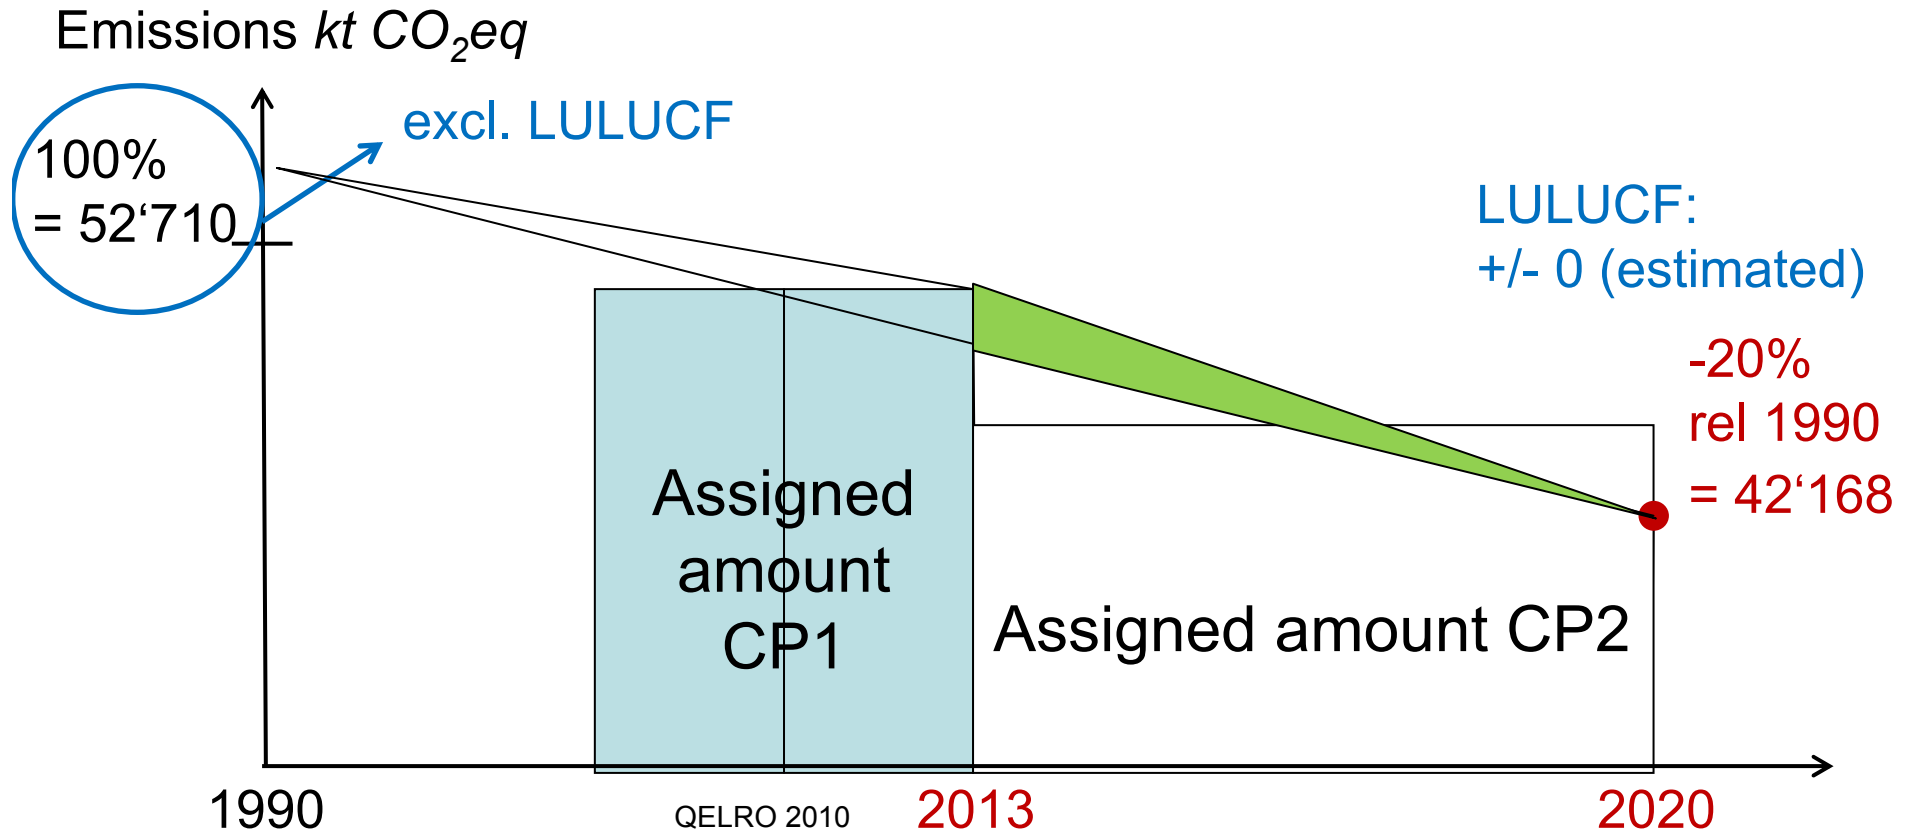 Emissions kt CO₂eq
excl. LULUCF
100%
= 52‘710
LULUCF:
+/- 0 (estimated)
-20%
rel 1990
= 42‘168
Assigned
amount
CP1
Assigned amount CP2
1990
QELRO 2010
2013
2020